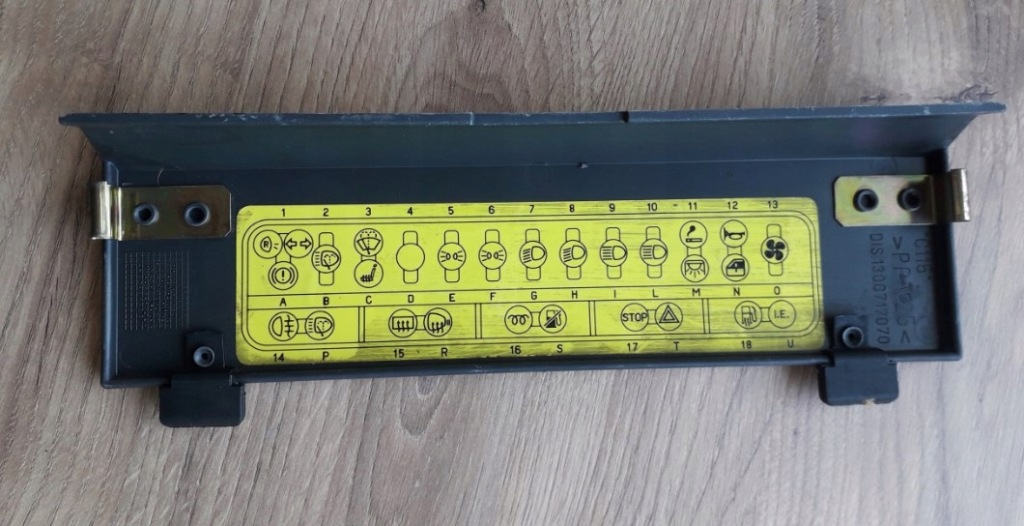 1 2 3 4 5 6 7 8 9 10 11 12 13
R
A B C D E F G H I L M N O
STOP I.E.
14 P 15 R 16 S 17 T 18 U
DIS1300717070